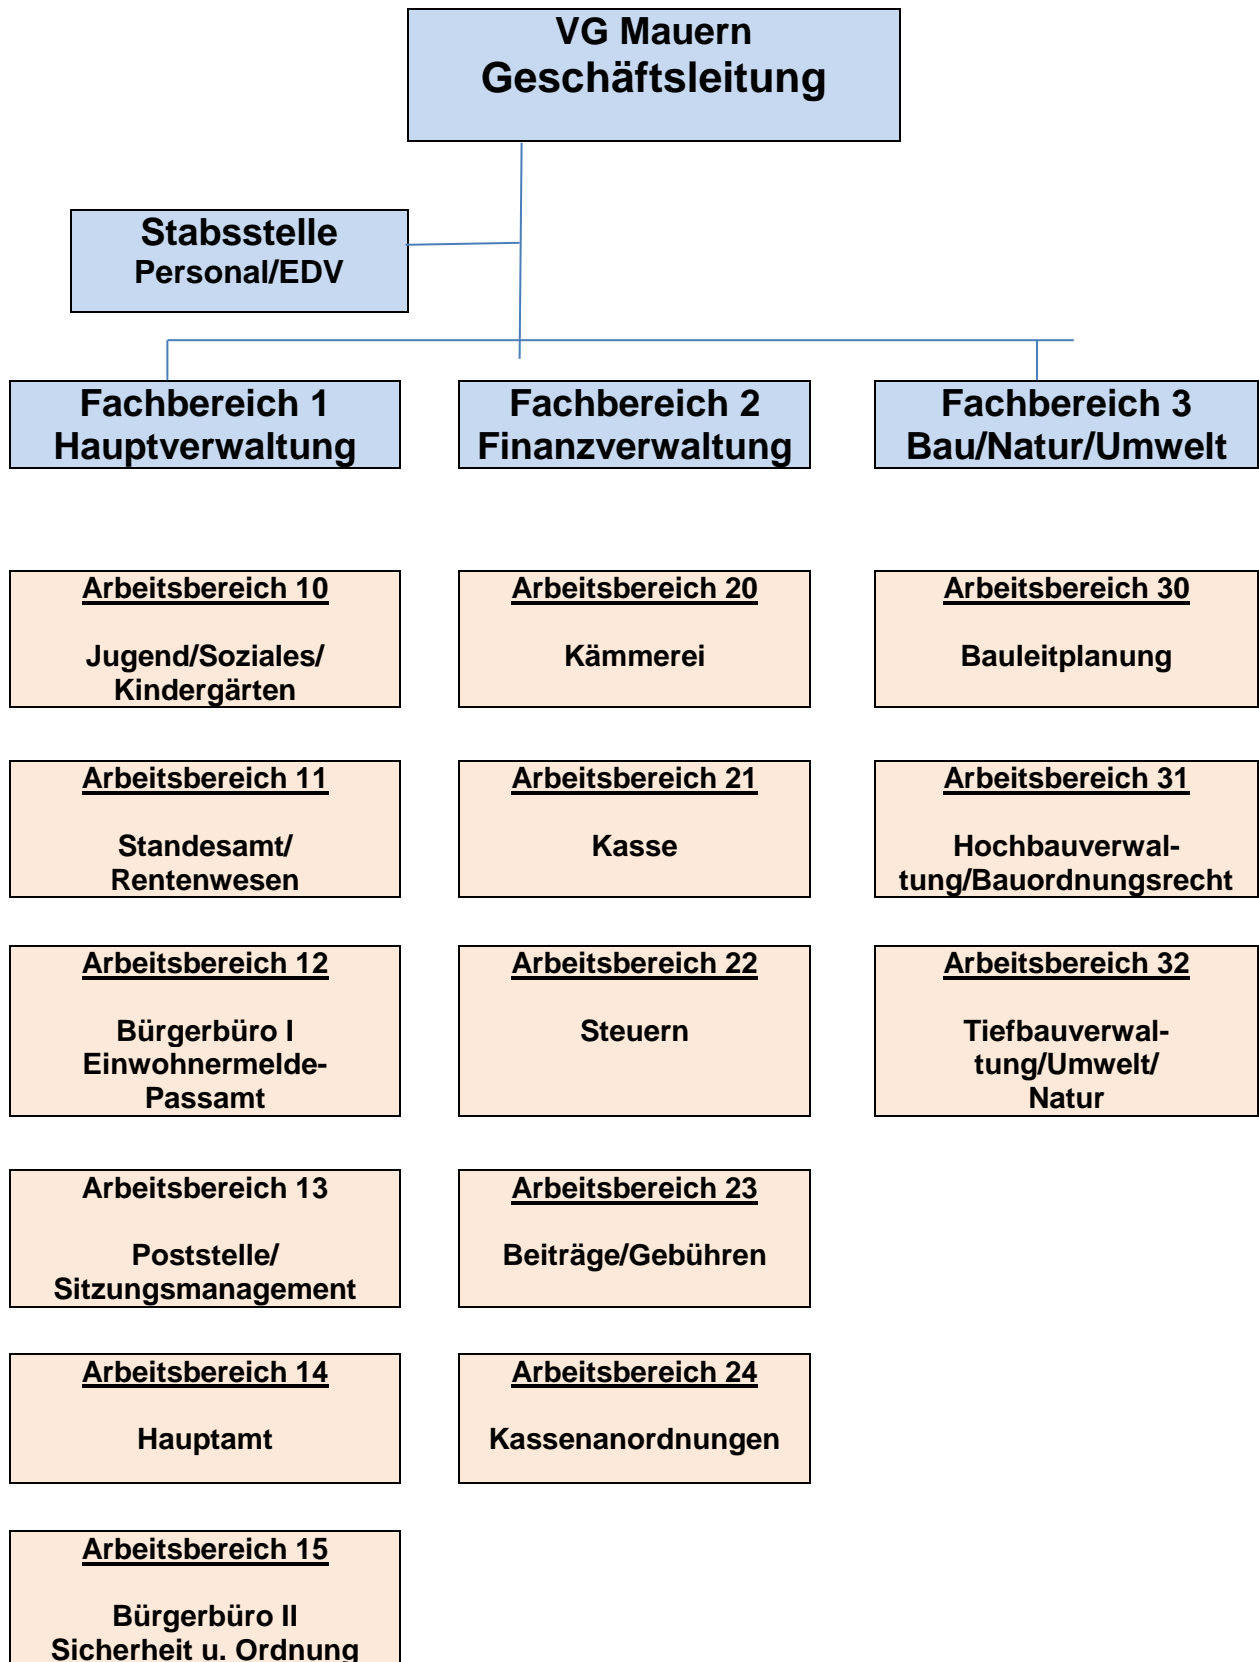 VG Mauern
Geschäftsleitung
Stabsstelle
Personal/EDV
Fachbereich 1
Hauptverwaltung
Fachbereich 2
Finanzverwaltung
Fachbereich 3
Bau/Natur/Umwelt
Arbeitsbereich 10
Jugend/Soziales/
Kindergärten
Arbeitsbereich 20
Kämmerei
Arbeitsbereich 30
Bauleitplanung
Arbeitsbereich 11
Standesamt/
Rentenwesen
Arbeitsbereich 21
Kasse
Arbeitsbereich 31
Hochbauverwal-
tung/Bauordnungsrecht
Arbeitsbereich 12
Bürgerbüro I
Einwohnermelde-
Passamt
Arbeitsbereich 22
Steuern
Arbeitsbereich 32
Tiefbauverwal-
tung/Umwelt/
Natur
Arbeitsbereich 13
Poststelle/
Sitzungsmanagement
Arbeitsbereich 23
Beiträge/Gebühren
Arbeitsbereich 14
Hauptamt
Arbeitsbereich 24
Kassenanordnungen
Arbeitsbereich 15
Bürgerbüro II
Sicherheit u. Ordnung